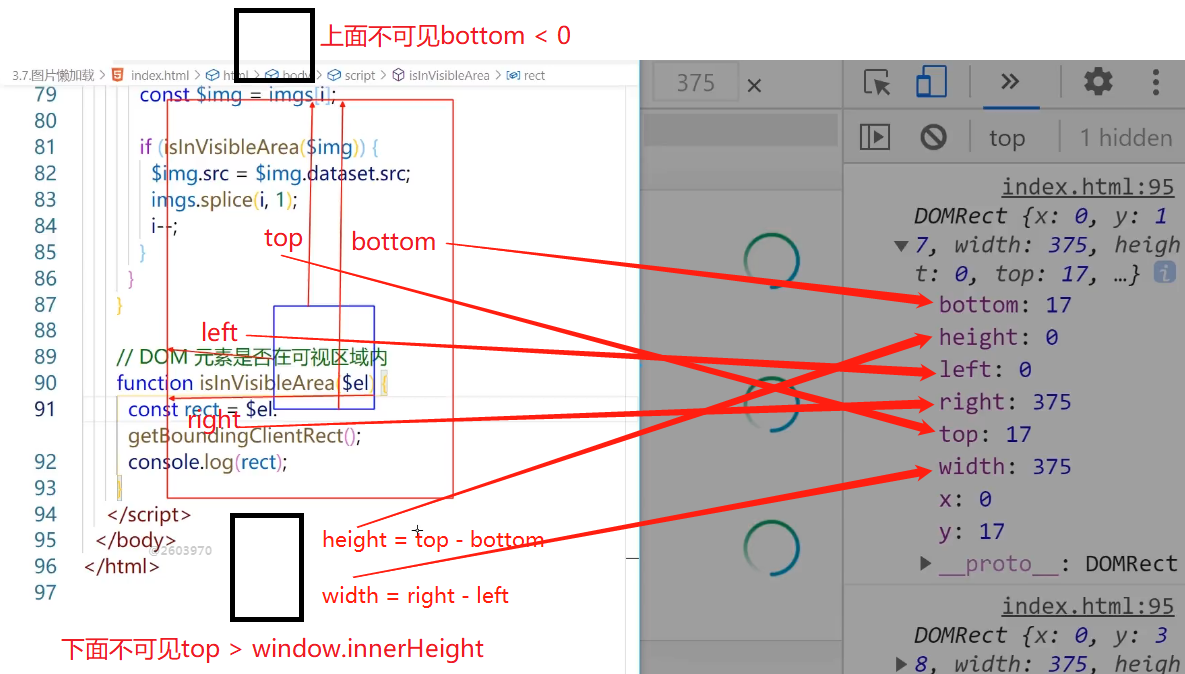 上面不可见bottom < 0
3.7.图片懒加载 > index.html > html > body > script > isInVisibleArea > rect
79 const $img = imgs[i];
80
81 if (isInVisibleArea($img)) {
82 $img.src = $img.dataset.src;
83 imgs.splice(i, 1);
84 i--;
85 }
86 }
87 }
88
89 // DOM 元素是否在可视区域内
90 function isInVisibleArea($el) {
91 const rect = $el.
getBoundingClientRect();
92 console.log(rect);
93 }
94 </script>
95 </body>
96 </html>
97
top
bottom
left
right
height = top - bottom
width = right - left
@2603970
下面不可见top > window.innerHeight
375 ×
top
1 hidden
index.html:95
DOMRect {x: 0, y: 1
7, width: 375, heigh
t: 0, top: 17, …}
bottom: 17
height: 0
left: 0
right: 375
top: 17
width: 375
x: 0
y: 17
__proto__: DOMRect
index.html:95
DOMRect {x: 0, y: 3
8, width: 375, heigh